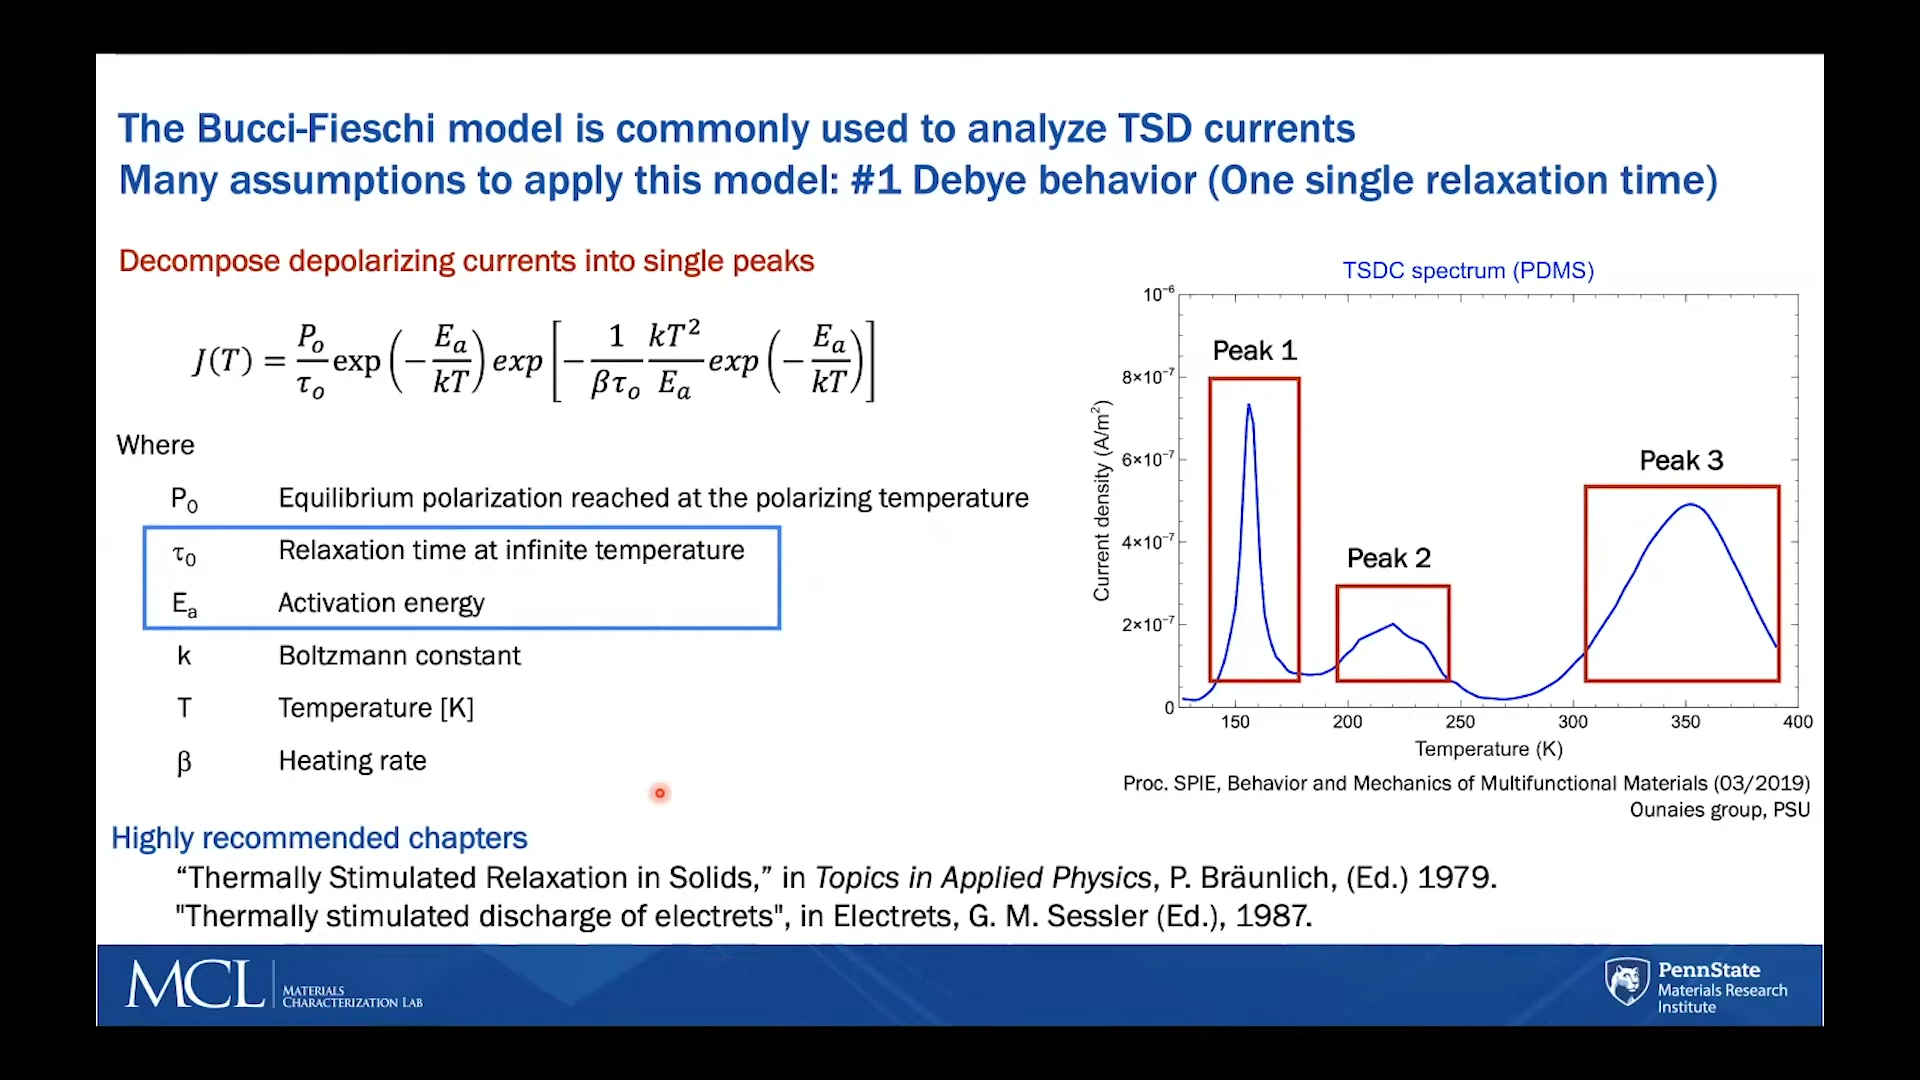 The Bucci-Fieschi model is commonly used to analyze TSD currents
Many assumptions to apply this model: #1 Debye behavior (One single relaxation time)
Decompose depolarizing currents into single peaks
J(T) = P_o/τ_o exp(−E_a/kT) exp[−1/βτ_o kT²/E_a exp(−E_a/kT)]
Where
P₀ Equilibrium polarization reached at the polarizing temperature
τ₀ Relaxation time at infinite temperature
Eₐ Activation energy
k Boltzmann constant
T Temperature [K]
β Heating rate
TSDC spectrum (PDMS)
10⁻⁶
8×10⁻⁷
6×10⁻⁷
4×10⁻⁷
2×10⁻⁷
0
Current density (A/m²)
Peak 1
Peak 2
Peak 3
150 200 250 300 350 400
Temperature (K)
Proc. SPIE, Behavior and Mechanics of Multifunctional Materials (03/2019)
Ounaies group, PSU
Highly recommended chapters
“Thermally Stimulated Relaxation in Solids,” in Topics in Applied Physics, P. Bräunlich, (Ed.) 1979.
"Thermally stimulated discharge of electrets", in Electrets, G. M. Sessler (Ed.), 1987.
MCL
MATERIALS
CHARACTERIZATION LAB
PennState
Materials Research
Institute